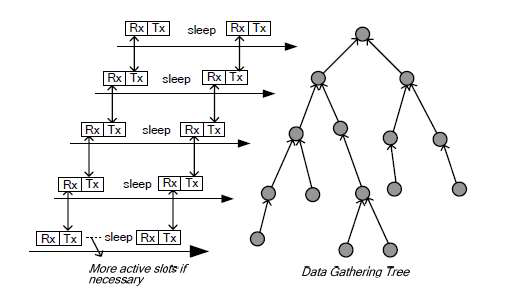 Rx Tx sleep Rx Tx
Rx Tx sleep Rx Tx
Rx Tx sleep Rx Tx
Rx Tx sleep Rx Tx
Rx Tx sleep Rx Tx
More active slots if
necessary
Data Gathering Tree